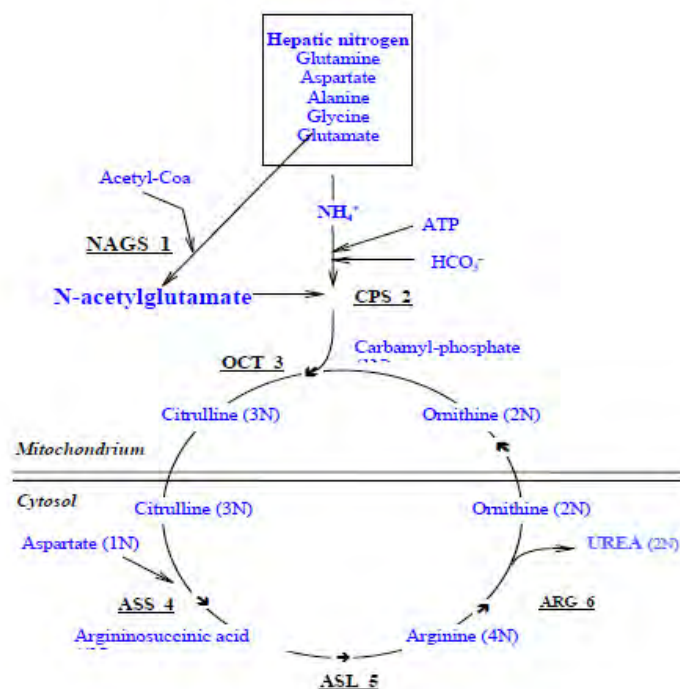 Hepatic nitrogen
Glutamine
Aspartate
Alanine
Glycine
Glutamate
Acetyl-Coa
NH₄⁺
ATP
NAGS 1
HCO₃⁻
N-acetylglutamate
CPS 2
OCT 3
Carbamyl-phosphate
Citrulline (3N)
Ornithine (2N)
Mitochondrium
Cytosol
Citrulline (3N)
Ornithine (2N)
Aspartate (1N)
UREA (2N)
ASS 4
ARG 6
Argininosuccinic acid
Arginine (4N)
ASL 5